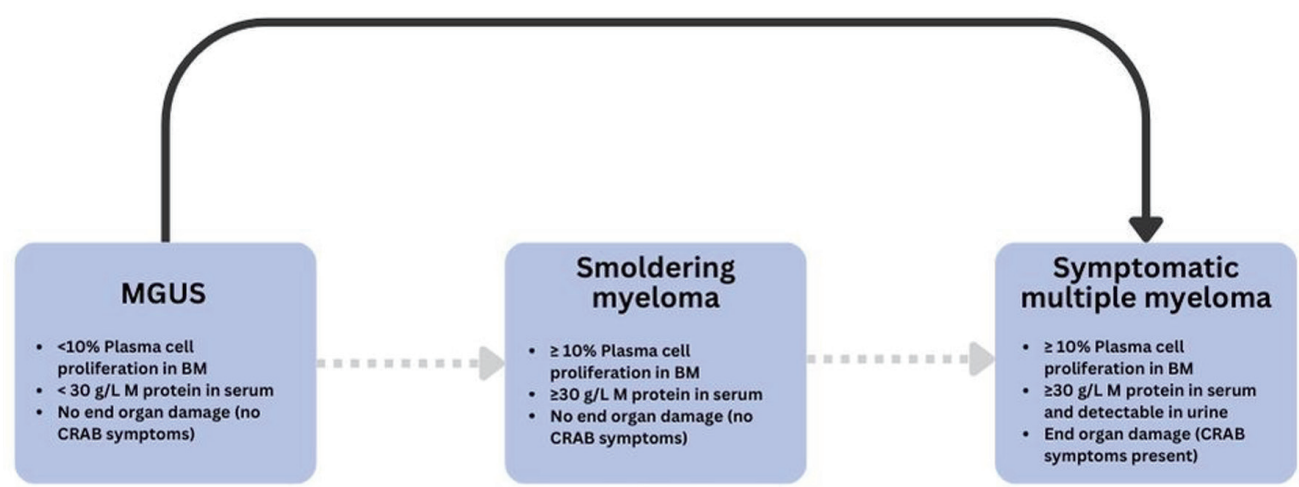 MGUS
• <10% Plasma cell
proliferation in BM
• < 30 g/L M protein in serum
• No end organ damage (no
CRAB symptoms)
Smoldering
myeloma
• ≥ 10% Plasma cell
proliferation in BM
• ≥30 g/L M protein in serum
• No end organ damage (no
CRAB symptoms)
Symptomatic
multiple myeloma
• ≥ 10% Plasma cell
proliferation in BM
• ≥30 g/L M protein in serum
and detectable in urine
• End organ damage (CRAB
symptoms present)